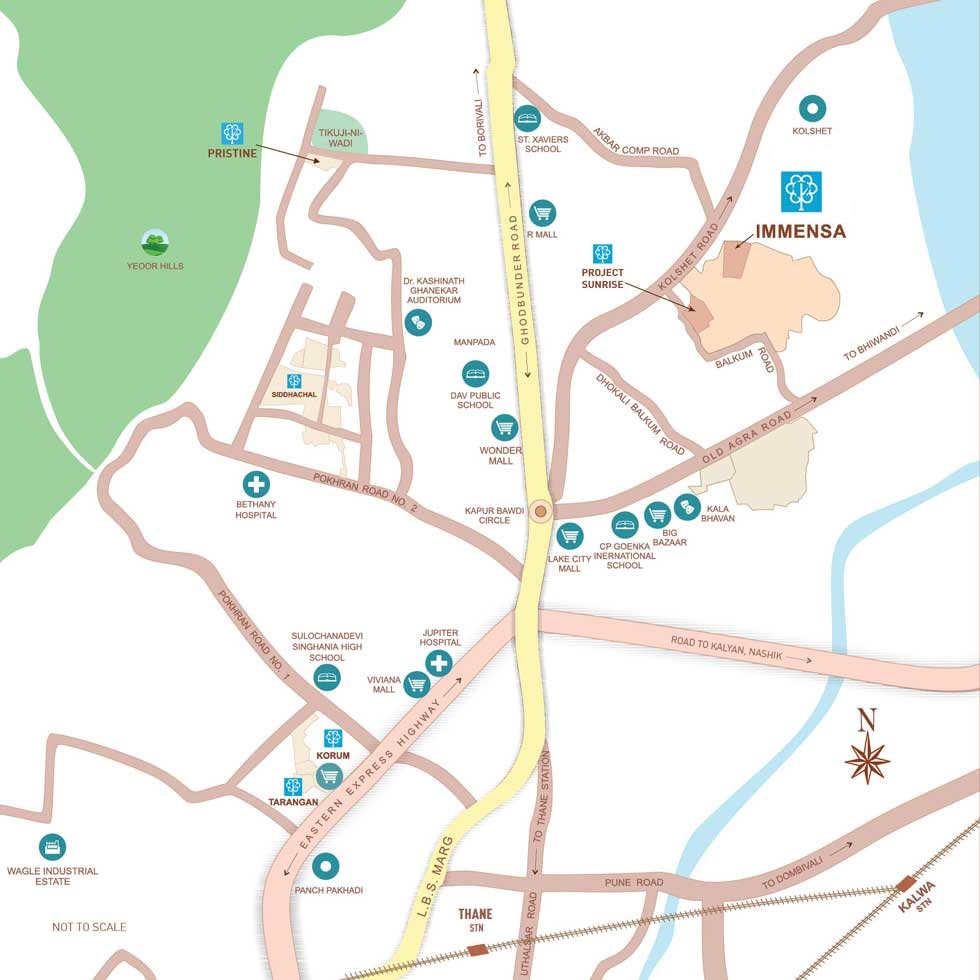 TO BORIVALI
TIKUJI-NI-
WADI
PRISTINE
ST. XAVIERS
SCHOOL
AKBAR COMP ROAD
KOLSHET
YEOOR HILLS
R MALL
GHODBUNDER ROAD
KOLSHET ROAD
IMMENSA
PROJECT
SUNRISE
Dr. KASHINATH
GHANEKAR
AUDITORIUM
MANPADA
BALKUM ROAD
TO BHIWANDI
SIDDHACHAL
DAV PUBLIC
SCHOOL
DHOKALI BALKUM ROAD
OLD AGRA ROAD
WONDER
MALL
POKHRAN ROAD NO. 2
BETHANY
HOSPITAL
KAPUR BAWDI
CIRCLE
KALA
BHAVAN
BIG
BAZAAR
CP GOENKA
INERNATIONAL
SCHOOL
LAKE CITY
MALL
POKHRAN ROAD NO. 1
SULOCHANADEVI
SINGHANIA HIGH
SCHOOL
JUPITER
HOSPITAL
VIVIANA
MALL
ROAD TO KALYAN, NASHIK
EASTERN EXPRESS HIGHWAY
N
KORUM
TARANGAN
TO THANE STATION
WAGLE INDUSTRIAL
ESTATE
PANCH PAKHADI
L.B.S. MARG
PUNE ROAD
TO DOMBIVALI
KALWA
STN
THANE
STN
UTHALSAR ROAD
NOT TO SCALE